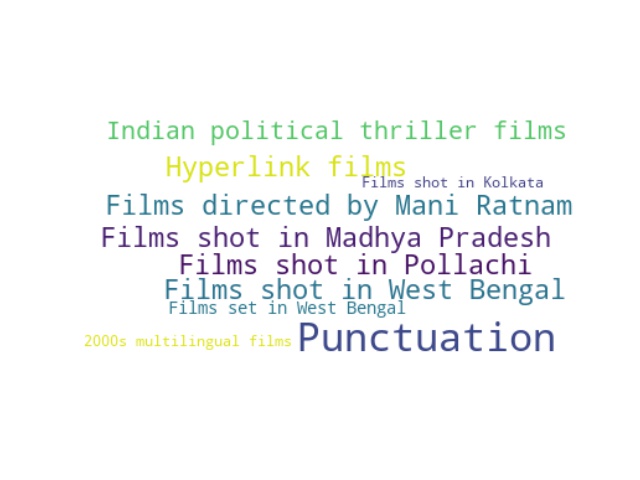 Indian political thriller films
Hyperlink films
Films shot in Kolkata
Films directed by Mani Ratnam
Films shot in Madhya Pradesh
Films shot in Pollachi
Films shot in West Bengal
Films set in West Bengal
2000s multilingual films Punctuation